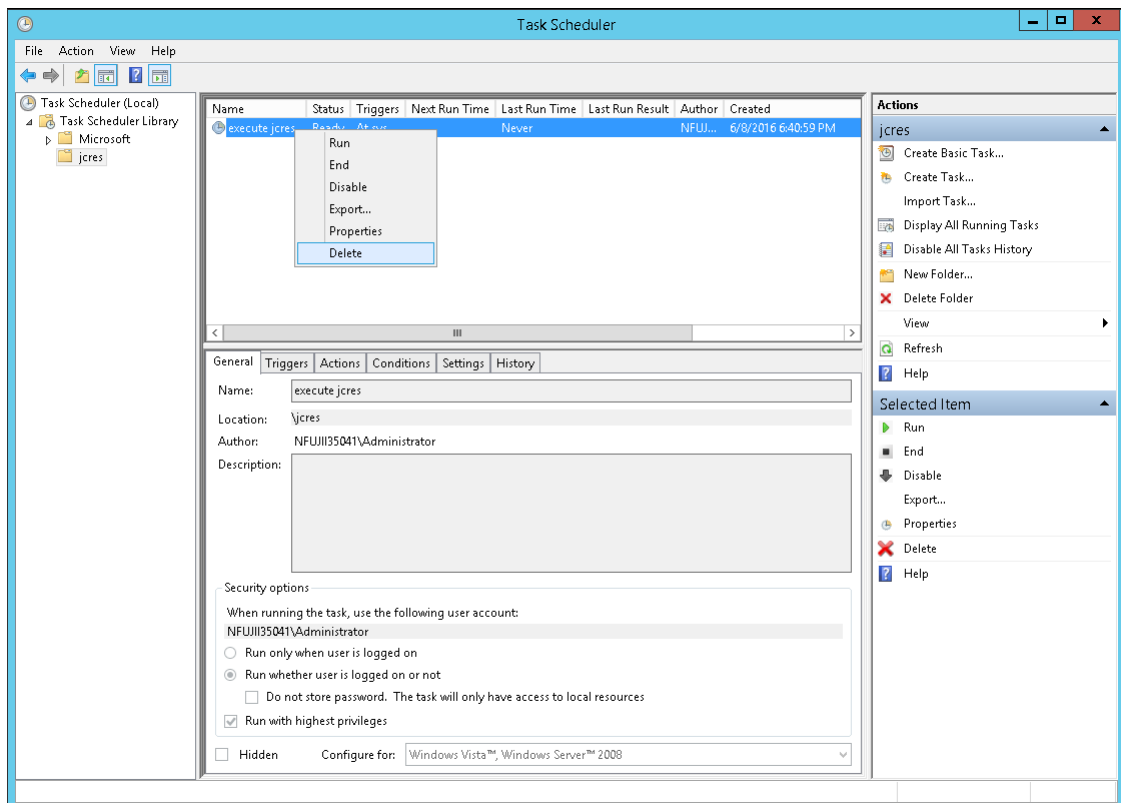 Task Scheduler
File Action View Help
Task Scheduler (Local)
Task Scheduler Library
Microsoft
jcres
Name Status Triggers Next Run Time Last Run Time Last Run Result Author Created
execute jcres Ready At sys Never NFUJ... 6/8/2016 6:40:59 PM
Run
End
Disable
Export...
Properties
Delete
General Triggers Actions Conditions Settings History
Name: execute jcres
Location: \jcres
Author: NFUJII35041\Administrator
Description:
Security options
When running the task, use the following user account:
NFUJII35041\Administrator
Run only when user is logged on
Run whether user is logged on or not
Do not store password. The task will only have access to local resources
Run with highest privileges
Hidden Configure for: Windows Vista™, Windows Server™ 2008
Actions
jcres
Create Basic Task...
Create Task...
Import Task...
Display All Running Tasks
Disable All Tasks History
New Folder...
Delete Folder
View
Refresh
Help
Selected Item
Run
End
Disable
Export...
Properties
Delete
Help